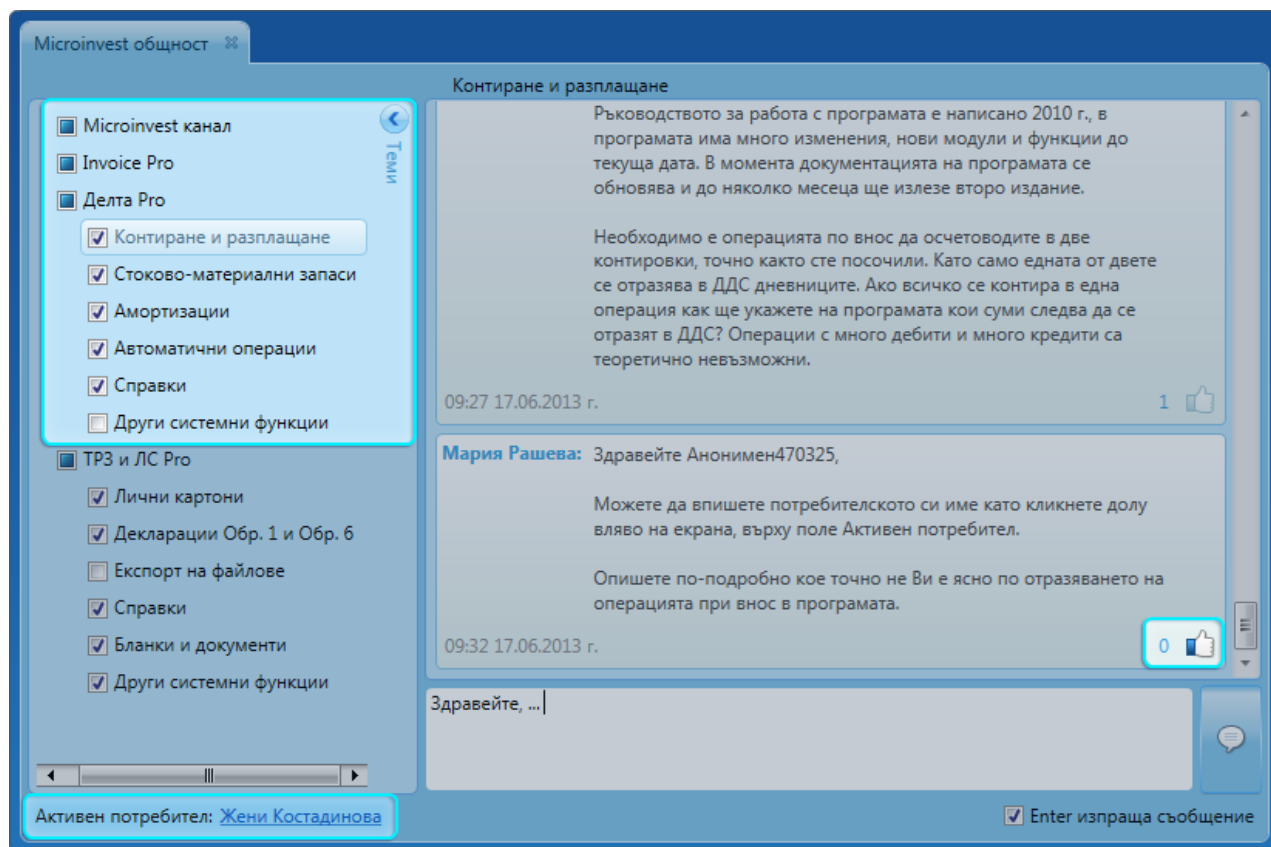 Microinvest общност
Контиране и разплащане
Microinvest канал
Invoice Pro
Делта Pro
Контиране и разплащане
Стоково-материални запаси
Амортизации
Автоматични операции
Справки
Други системни функции
ТРЗ и ЛС Pro
Лични картони
Декларации Обр. 1 и Обр. 6
Експорт на файлове
Справки
Бланки и документи
Други системни функции
Теми
Ръководството за работа с програмата е написано 2010 г., в
програмата има много изменения, нови модули и функции до
текуща дата. В момента документацията на програмата се
обновява и до няколко месеца ще излезе второ издание.
Необходимо е операцията по внос да осчетоводите в две
контировки, точно както сте посочили. Като само едната от двете
се отразява в ДДС дневниците. Ако всичко се контира в една
операция как ще укажете на програмата кои суми следва да се
отразят в ДДС? Операции с много дебити и много кредити са
теоретично невъзможни.
09:27 17.06.2013 г. 1
Мария Рашева: Здравейте Анонимен470325,
Можете да впишете потребителското си име като кликнете долу
вляво на екрана, върху поле Активен потребител.
Опишете по-подробно кое точно не Ви е ясно по отразяването на
операцията при внос в програмата.
09:32 17.06.2013 г. 0
Здравейте, ...
Активен потребител: Жени Костадинова
Enter изпраща съобщение